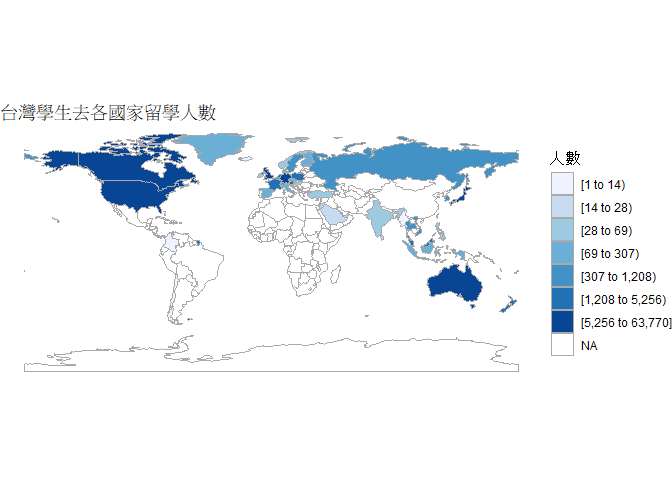 台灣學生去各國家留學人數
人數
[1 to 14)
[14 to 28)
[28 to 69)
[69 to 307)
[307 to 1,208)
[1,208 to 5,256)
[5,256 to 63,770]
NA